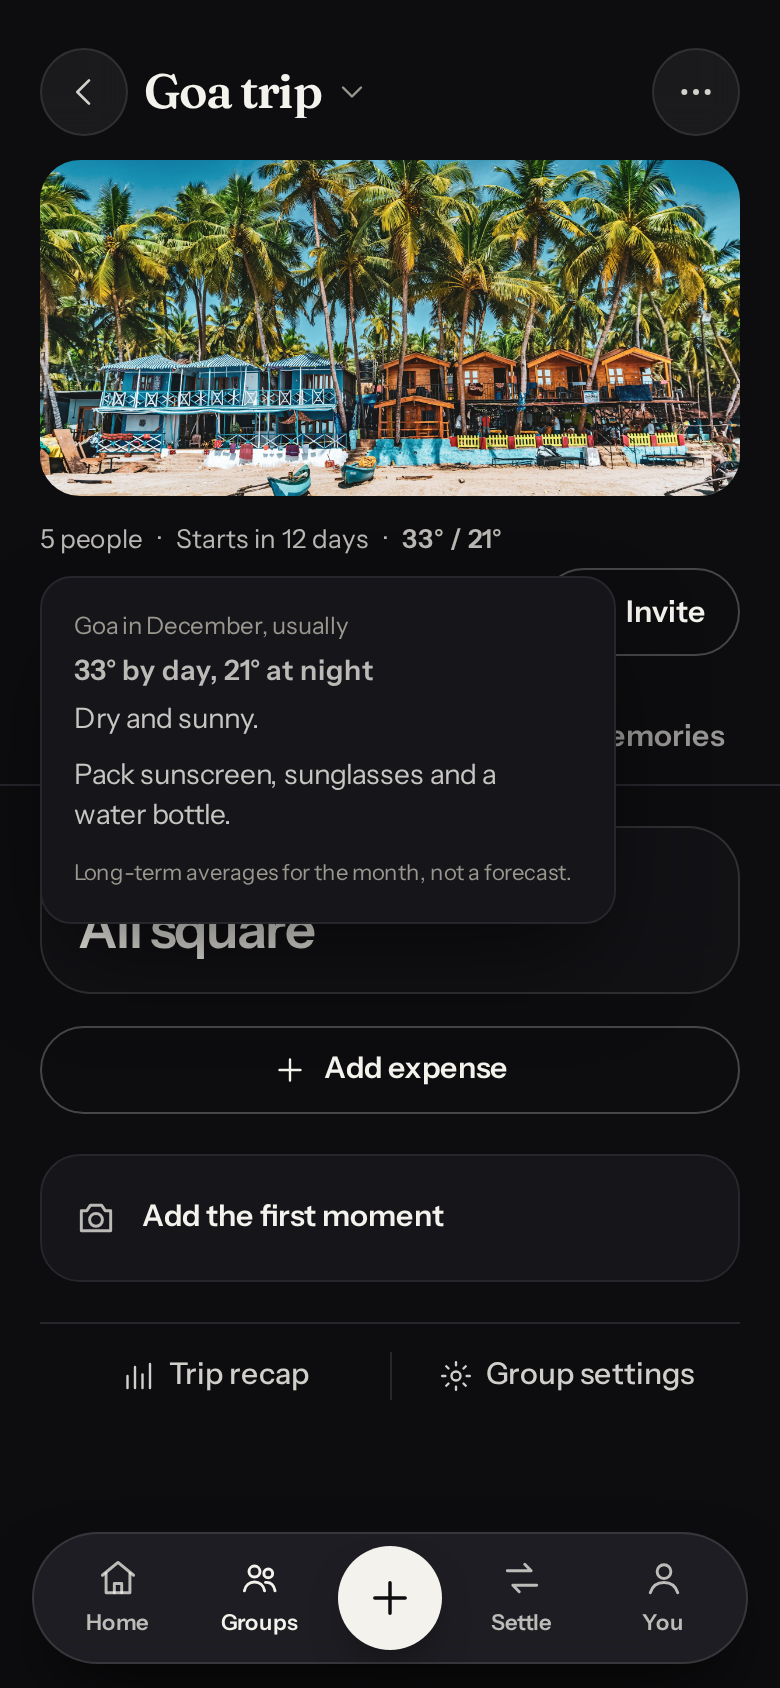 Goa trip
5 people · Starts in 12 days · 33° / 21°
Invite
Goa in December, usually
33° by day, 21° at night
Dry and sunny.
emories
Pack sunscreen, sunglasses and a
water bottle.
Long-term averages for the month, not a forecast.
All square
Add expense
Add the first moment
Trip recap
Group settings
Home
Groups
Settle
You